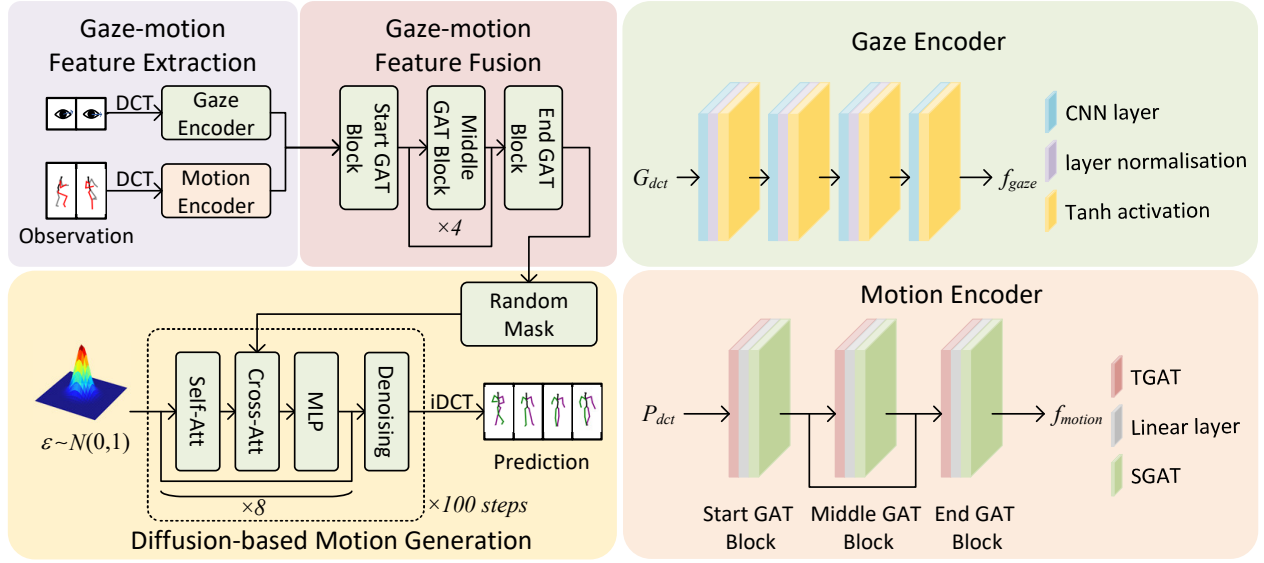 Gaze-motion
Feature Extraction
DCT
Gaze
Encoder
DCT
Motion
Encoder
Observation
Gaze-motion
Feature Fusion
Start GAT
Block
Middle
GAT Block
End GAT
Block
×4
Gaze Encoder
G_dct
f_gaze
CNN layer
layer normalisation
Tanh activation
Random
Mask
ε~N(0,1)
Self-Att
Cross-Att
MLP
Denoising
iDCT
Prediction
×8
×100 steps
Diffusion-based Motion Generation
Motion Encoder
P_dct
f_motion
TGAT
Linear layer
SGAT
Start GAT
Block
Middle GAT
Block
End GAT
Block